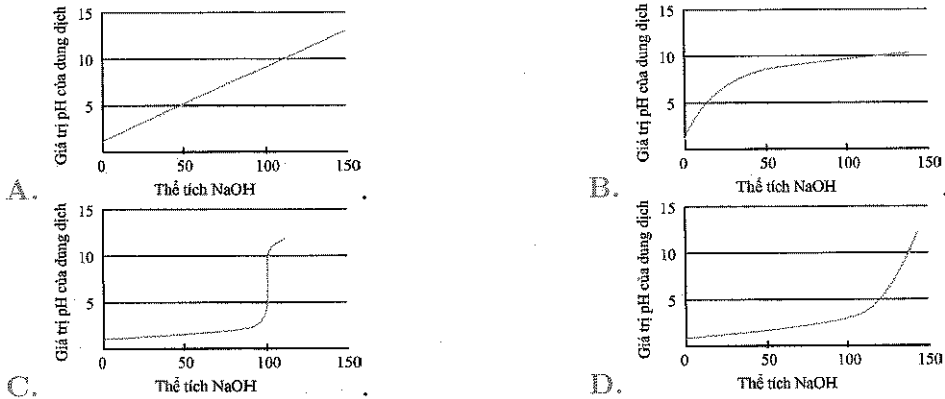 Giá trị pH của dung dịch
15
10
5
0 50 100 150
Thể tích NaOH
A.
.
Giá trị pH của dung dịch
15
10
5
0 50 100 150
Thể tích NaOH
B.
.
Giá trị pH của dung dịch
15
10
5
0 50 100 150
Thể tích NaOH
C.
.
Giá trị pH của dung dịch
15
10
5
0 50 100 150
Thể tích NaOH
D.